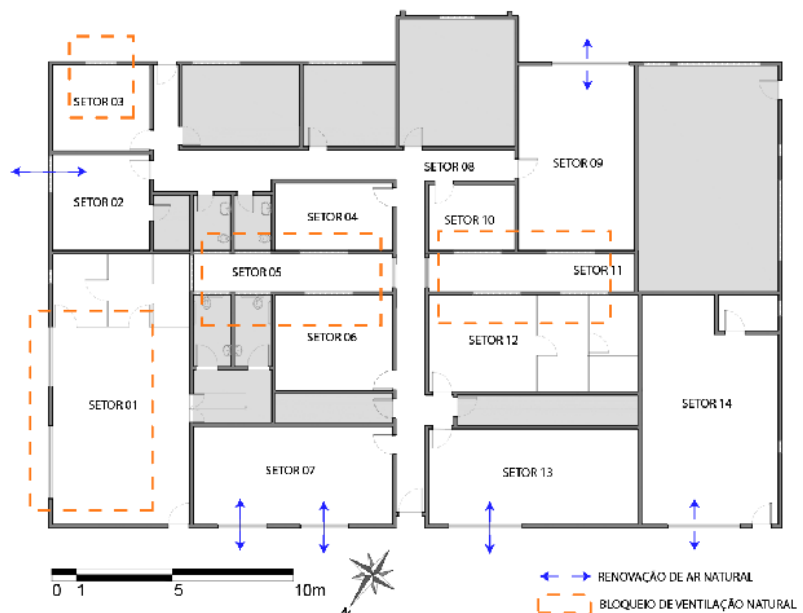 SETOR 03
SETOR 08
SETOR 09
SETOR 02
SETOR 04
SETOR 10
SETOR 05
SETOR 11
SETOR 06
SETOR 12
SETOR 01
SETOR 14
SETOR 07
SETOR 13
0 1 5 10m
RENOVAÇÃO DE AR NATURAL
BLOQUEIO DE VENTILAÇÃO NATURAL